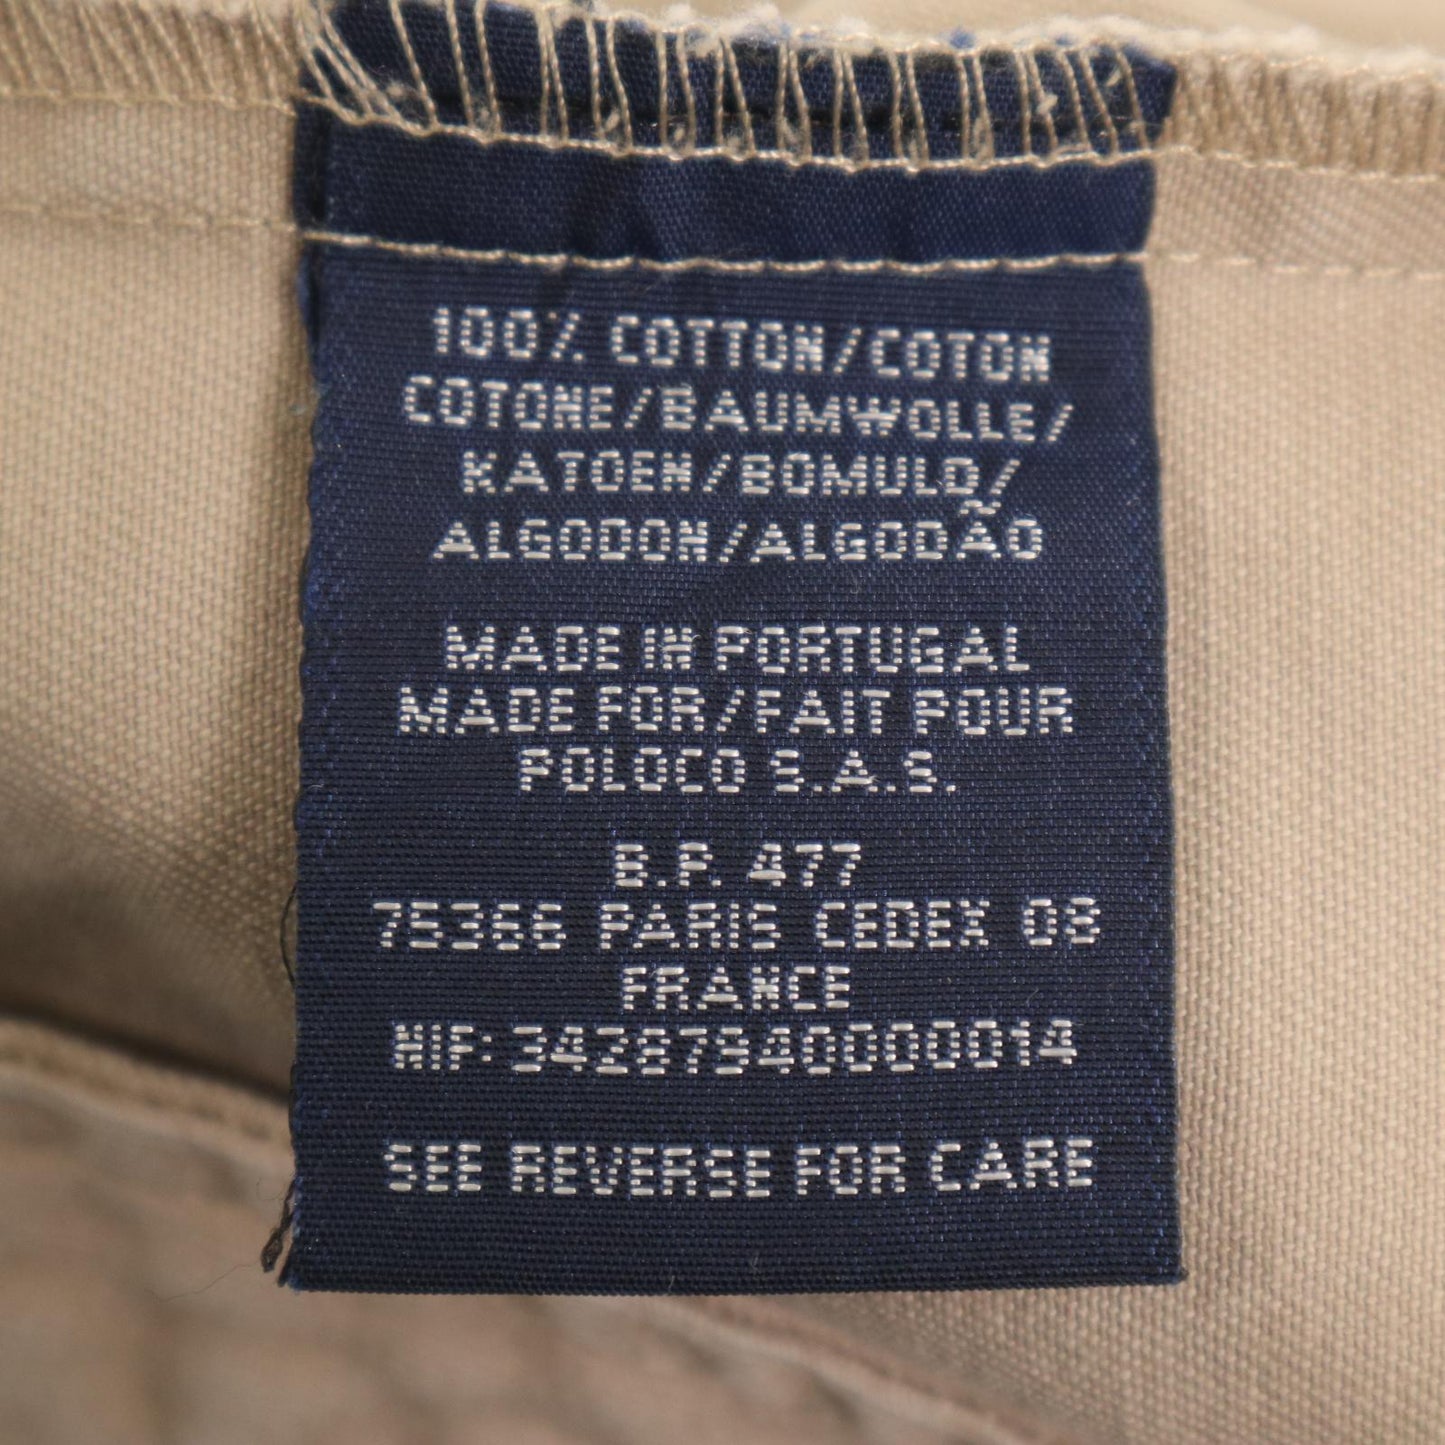 100% COTTON/COTON
COTONE/BAUMWOLLE/
KATOEN/BOMULD/
ALGODON/ALGODÃO
MADE IN PORTUGAL
MADE FOR/FAIT POUR
POLOCO S.A.S.
B.P. 477
75366 PARIS CEDEX 08
FRANCE
NIF: 34287940000014
SEE REVERSE FOR CARE